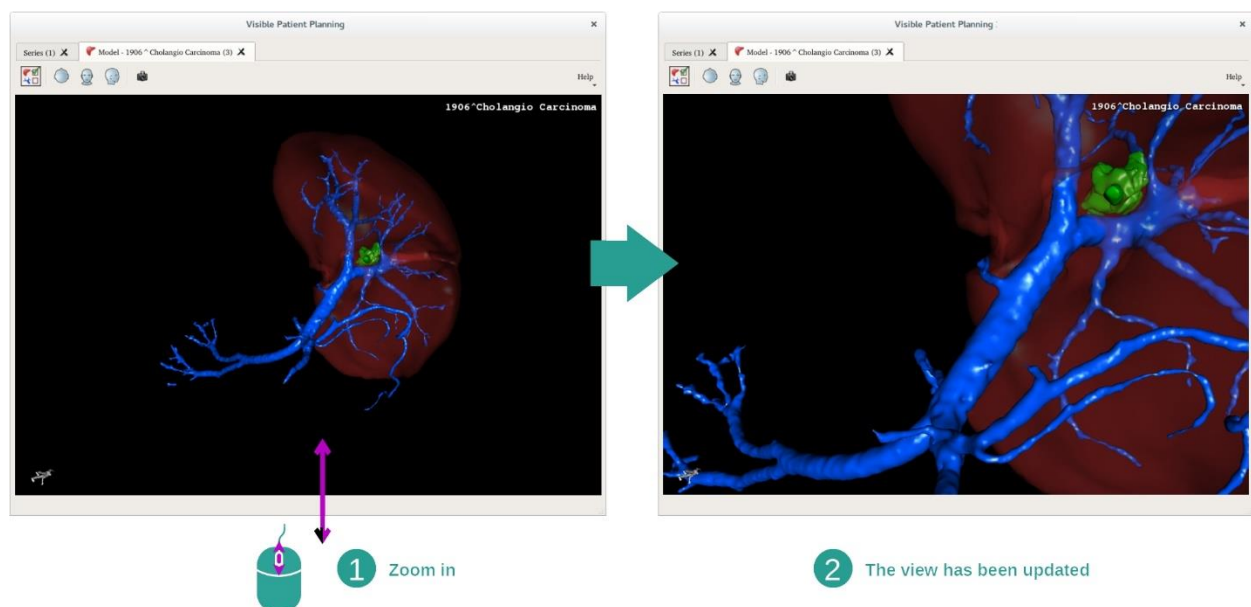 Visible Patient Planning
Series (1) Model - 1906 ^ Cholangio Carcinoma (3)
Help
1906^Cholangio Carcinoma
1 Zoom in
Visible Patient Planning
Series (1) Model - 1906 ^ Cholangio Carcinoma (3)
Help
1906^Cholangio Carcinoma
2 The view has been updated